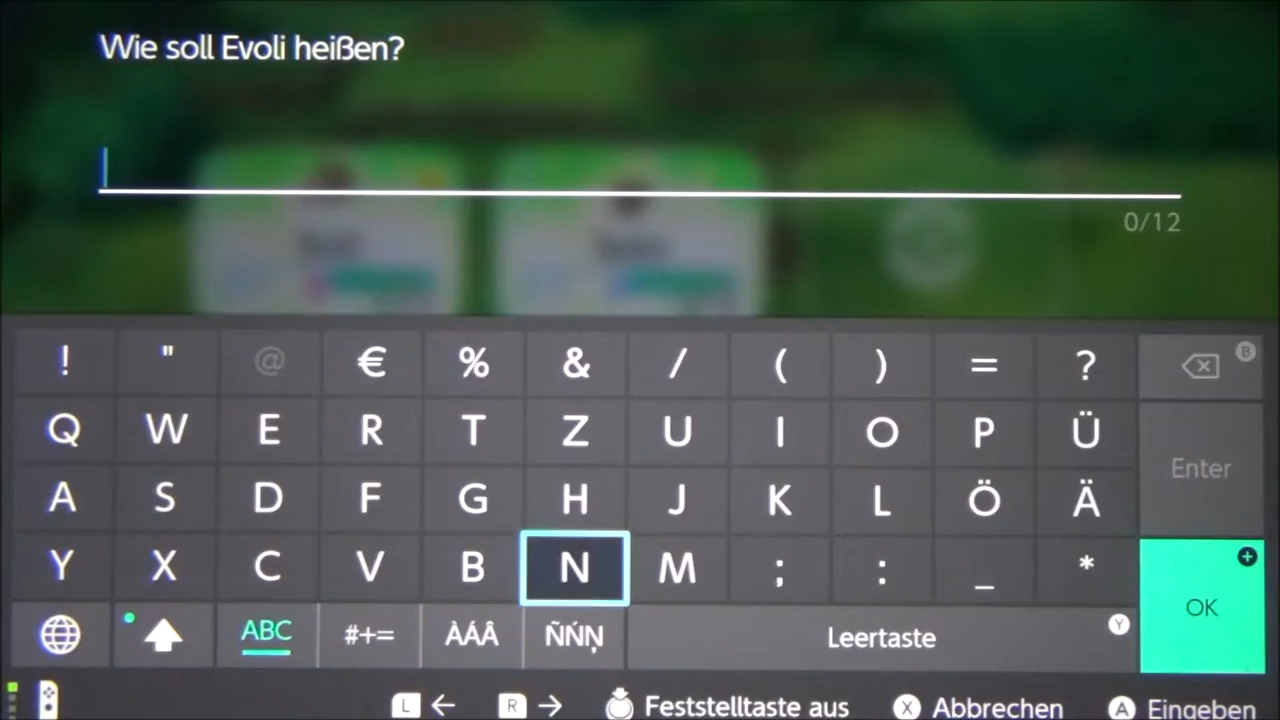 Wie soll Evoli heißen?
0/12
! " @ € % & / ( ) = ? B
Q W E R T Z U I O P Ü
A S D F G H J K L Ö Ä Enter
Y X C V B N M ; : _ * +
ABC #+= ÀÁÂ ÑŃŅ Leertaste Y OK
L ← R → Feststelltaste aus X Abbrechen A Eingeben